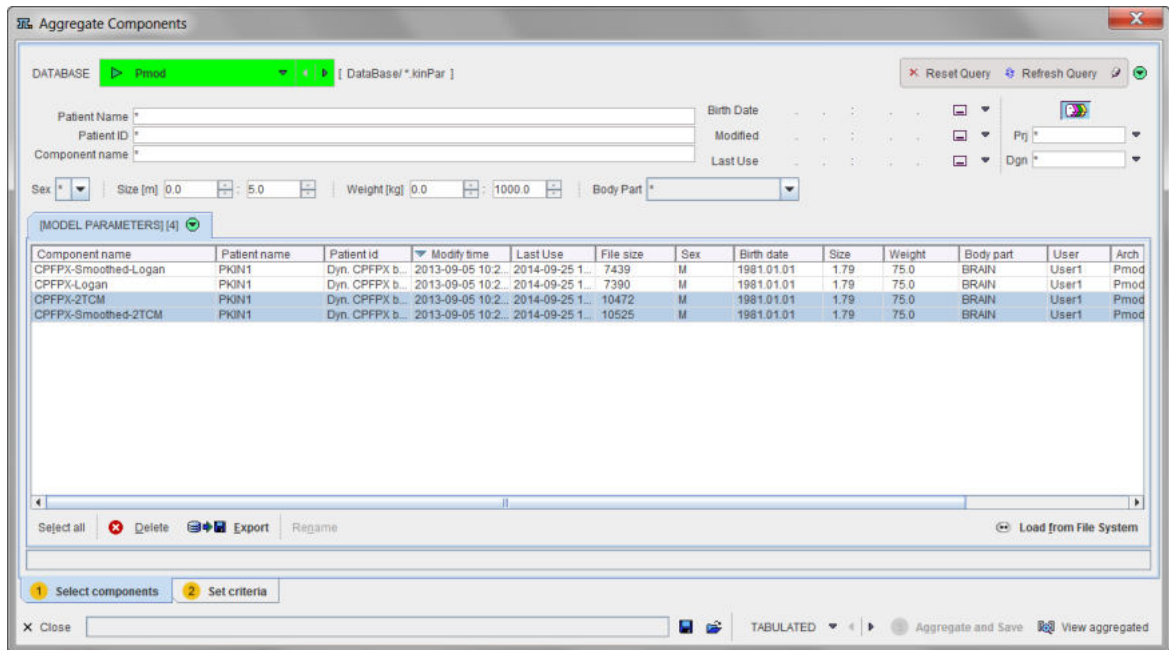 Aggregate Components
DATABASE Pmod [ DataBase/*.kinPar ] Reset Query Refresh Query
Patient Name * Birth Date . . : . .
Patient ID * Modified . . : . . Prj *
Component name * Last Use . . : . . Dgn *
Sex * Size [m] 0.0 : 5.0 Weight [kg] 0.0 : 1000.0 Body Part *
[MODEL PARAMETERS] [4]
Component name Patient name Patient id Modify time Last Use File size Sex Birth date Size Weight Body part User Arch
CPFPX-Smoothed-Logan PKIN1 Dyn. CPFPX b... 2013-09-05 10:2... 2014-09-25 1... 7439 M 1981.01.01 1.79 75.0 BRAIN User1 Pmod
CPFPX-Logan PKIN1 Dyn. CPFPX b... 2013-09-05 10:2... 2014-09-25 1... 7390 M 1981.01.01 1.79 75.0 BRAIN User1 Pmod
CPFPX-2TCM PKIN1 Dyn. CPFPX b... 2013-09-05 10:2... 2014-09-25 1... 10472 M 1981.01.01 1.79 75.0 BRAIN User1 Pmod
CPFPX-Smoothed-2TCM PKIN1 Dyn. CPFPX b... 2013-09-05 10:2... 2014-09-25 1... 10525 M 1981.01.01 1.79 75.0 BRAIN User1 Pmod
Select all Delete Export Rename Load from File System
1 Select components 2 Set criteria
Close TABULATED Aggregate and Save View aggregated